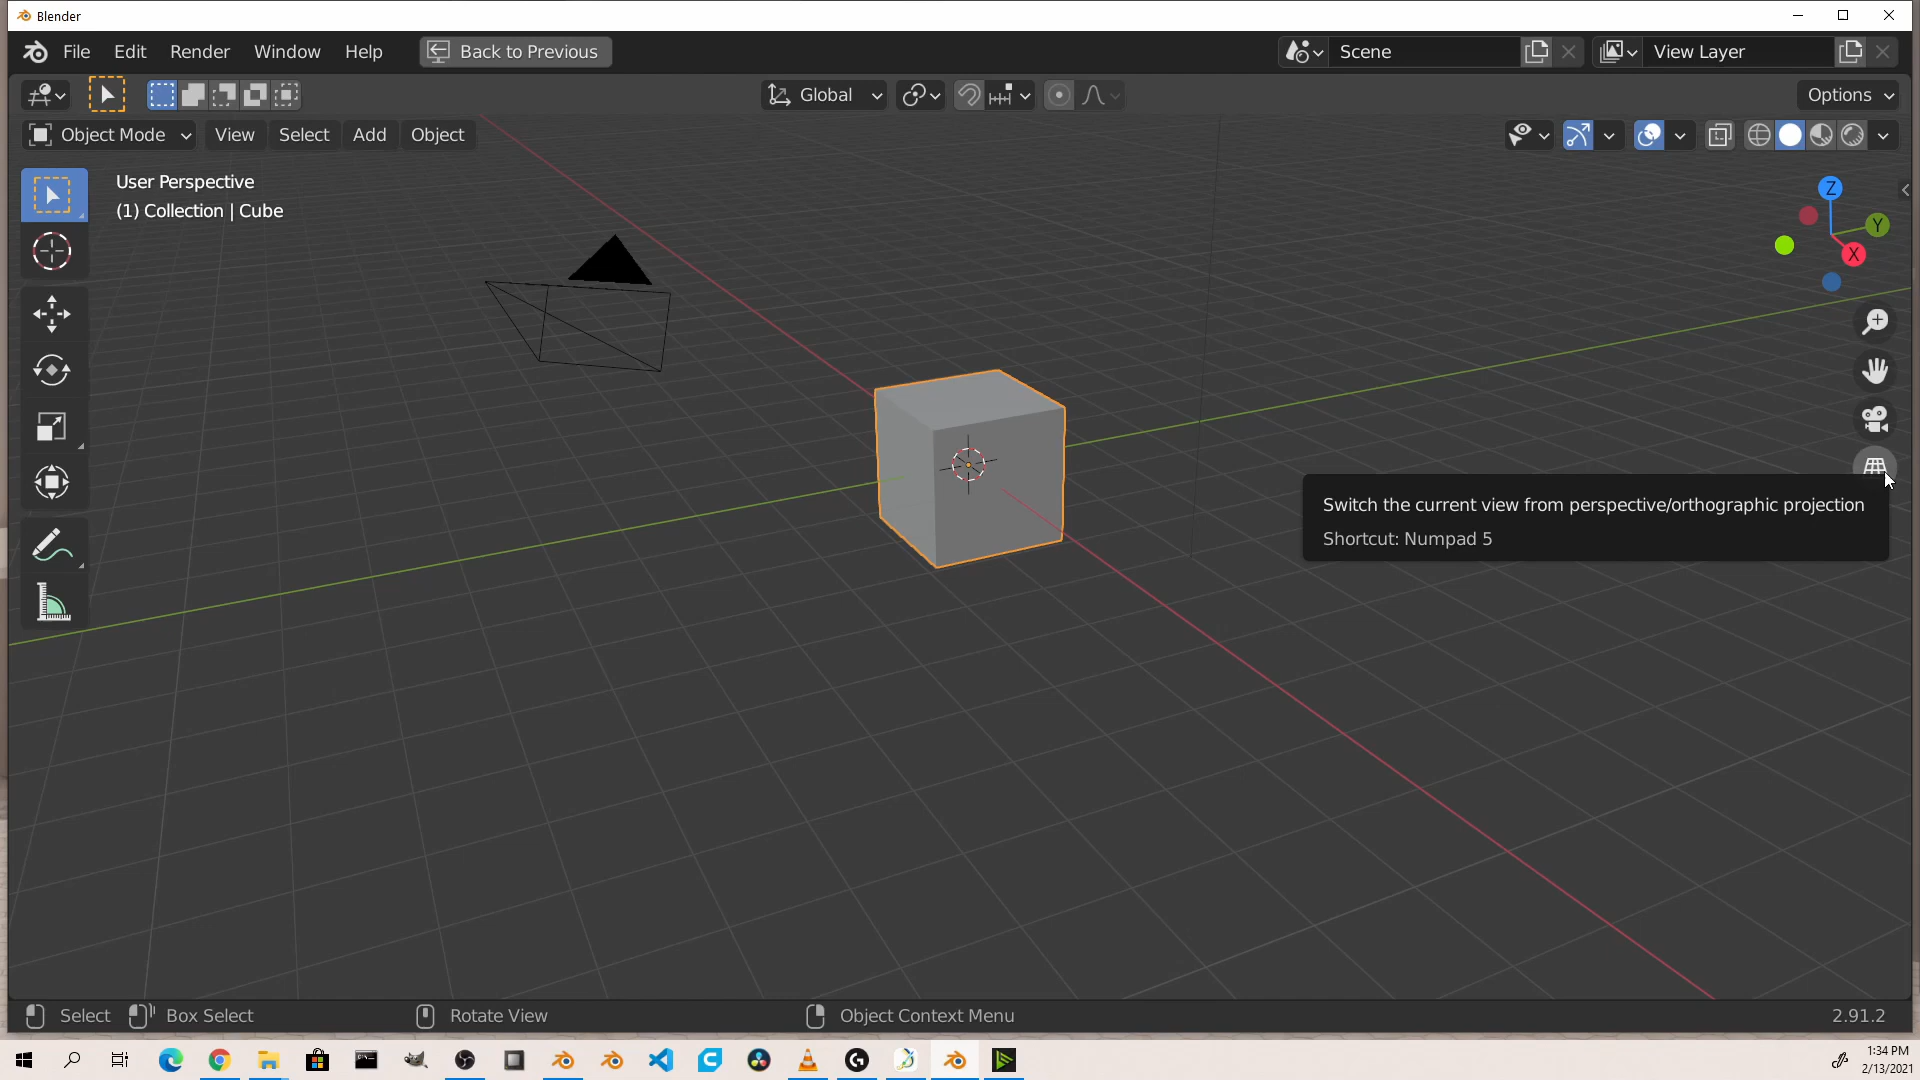 Blender
File Edit Render Window Help Back to Previous Scene View Layer
Global Options
Object Mode View Select Add Object
User Perspective
(1) Collection | Cube
Z
Y
X
Switch the current view from perspective/orthographic projection
Shortcut: Numpad 5
Select Box Select Rotate View Object Context Menu 2.91.2
1:34 PM
2/13/2021